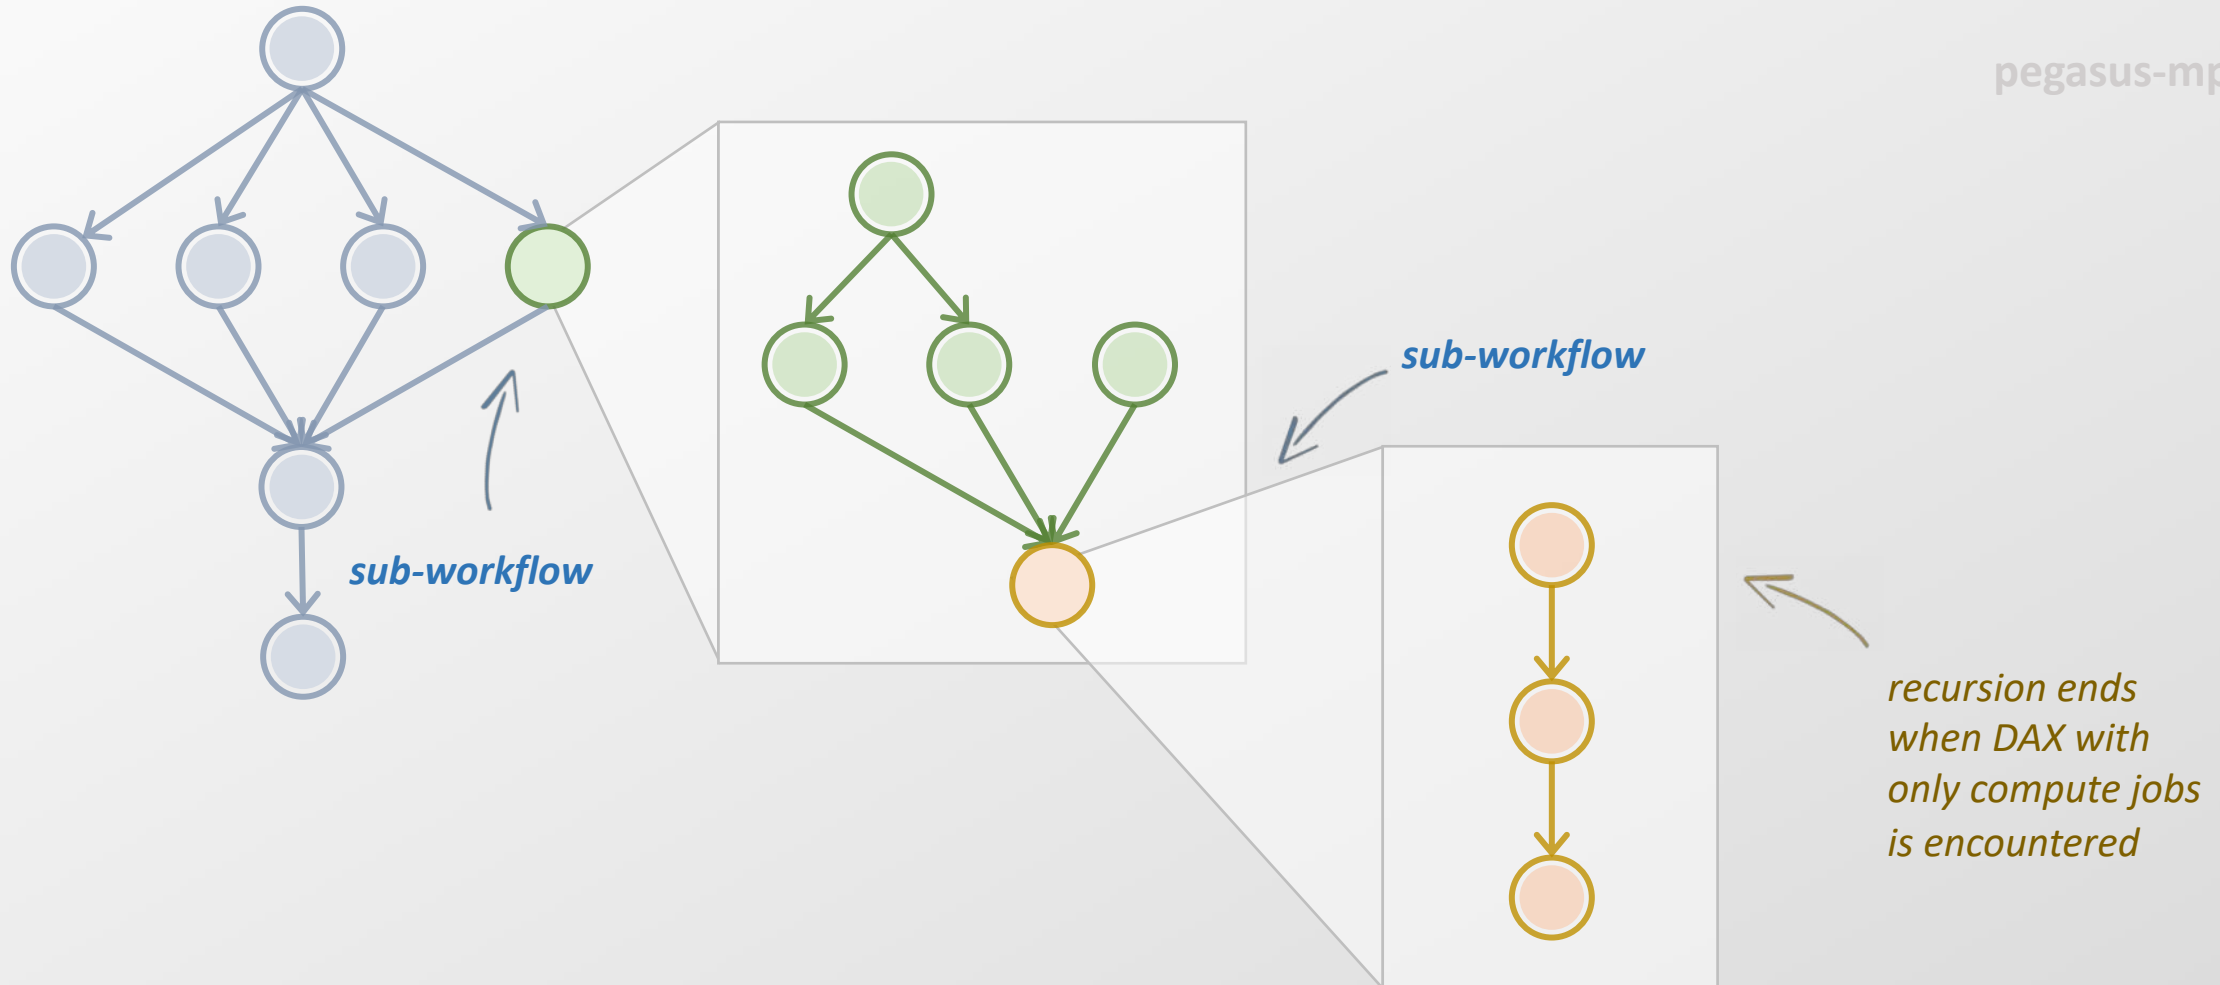 pegasus-mp
sub-workflow
sub-workflow
recursion ends
when DAX with
only compute jobs
is encountered